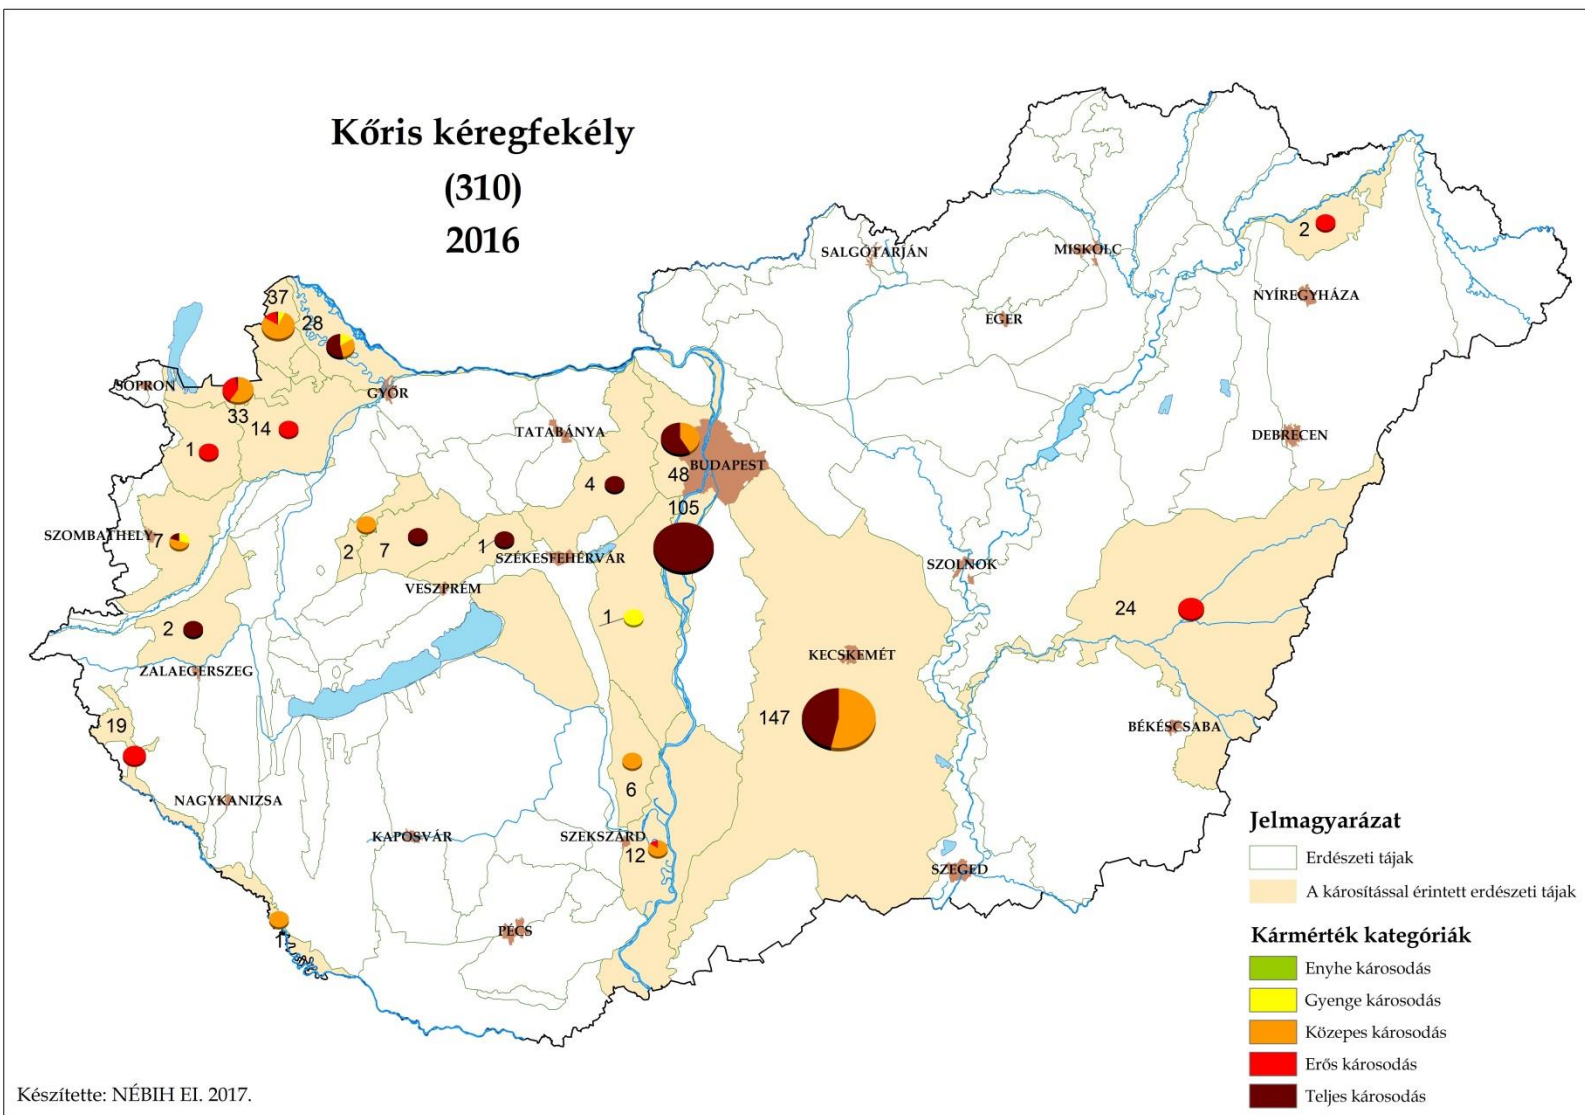 Kőris kéregfekély
(310)
2016
SALGÓTARJÁN
MISKOLC
2
NYÍREGYHÁZA
EGER
37
28
SOPRON
GYŐR
33
14
1
TATABÁNYA
48
BUDAPEST
DEBRECEN
4
105
SZOMBATHELY
7
2
7
1
SZÉKESFEHÉRVÁR
VESZPRÉM
SZOLNOK
2
1
24
ZALAEGERSZEG
KECSKEMÉT
19
147
BÉKÉSCSABA
6
NAGYKANIZSA
KAPOSVÁR
SZEKSZÁRD
12
SZEGED
PÉCS
1
Jelmagyarázat
Erdészeti tájak
A károsítással érintett erdészeti tájak
Kármérték kategóriák
Enyhe károsodás
Gyenge károsodás
Közepes károsodás
Erős károsodás
Teljes károsodás
Készítette: NÉBIH EI. 2017.